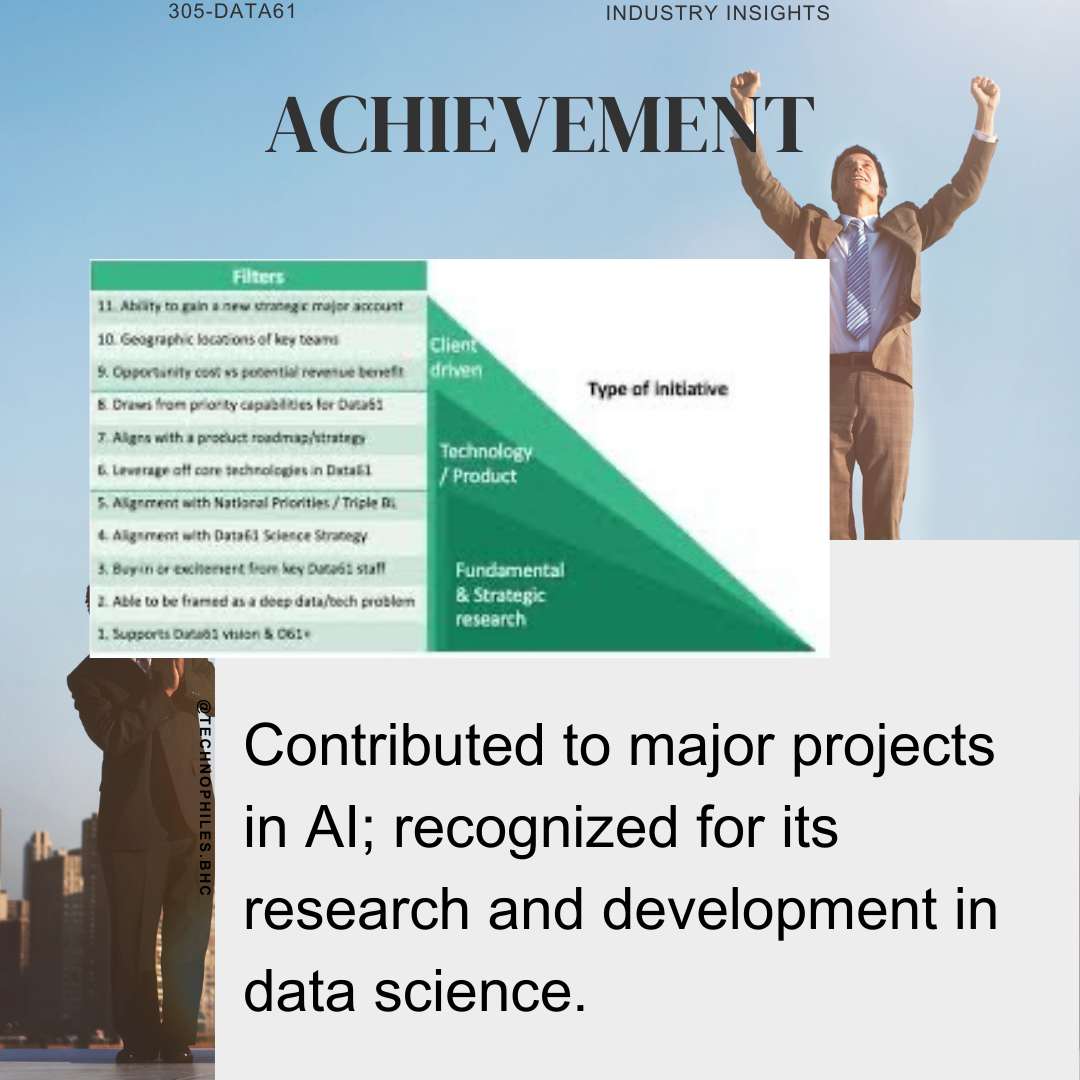 305-DATA61
INDUSTRY INSIGHTS
ACHIEVEMENT
Filters
11. Ability to gain a new strategic major account
10. Geographic locations of key teams
9. Opportunity cost vs potential revenue benefit
8. Draws from priority capabilities for Data61
7. Aligns with a product roadmap/strategy
6. Leverage off core technologies in Data61
5. Alignment with National Priorities / Triple BL
4. Alignment with Data61 Science Strategy
3. Buy-in or excitement from key Data61 staff
2. Able to be framed as a deep data/tech problem
1. Supports Data61 vision & D61+
Client
driven
Type of initiative
Technology
/ Product
Fundamental
& Strategic
research
@TECHNOPHILES.BHC
Contributed to major projects
in AI; recognized for its
research and development in
data science.